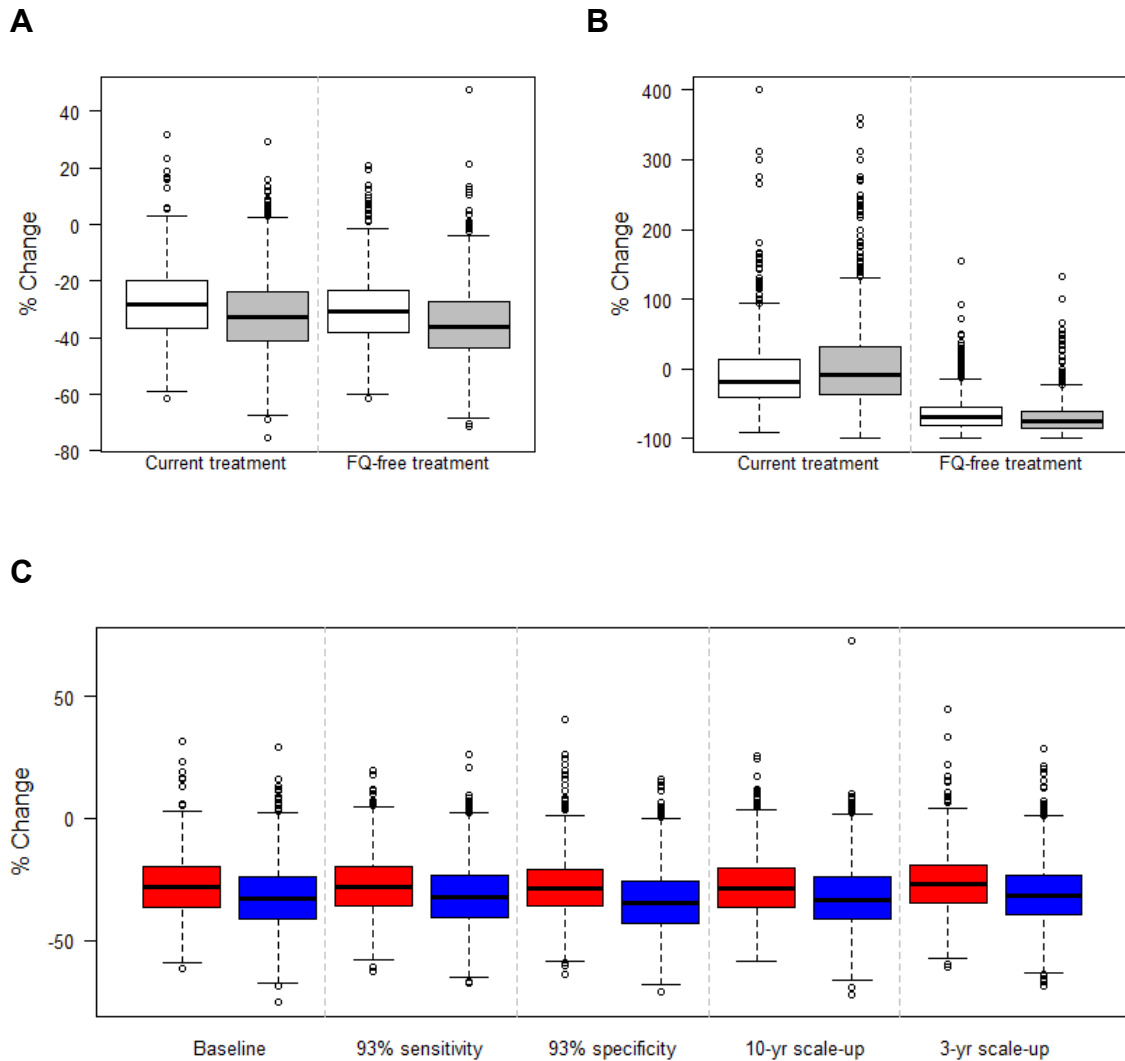 A
% Change
40
20
0
-20
-40
-60
-80
Current treatment
FQ-free treatment
B
% Change
400
300
200
100
0
-100
Current treatment
FQ-free treatment
C
% Change
50
0
-50
Baseline
93% sensitivity
93% specificity
10-yr scale-up
3-yr scale-up